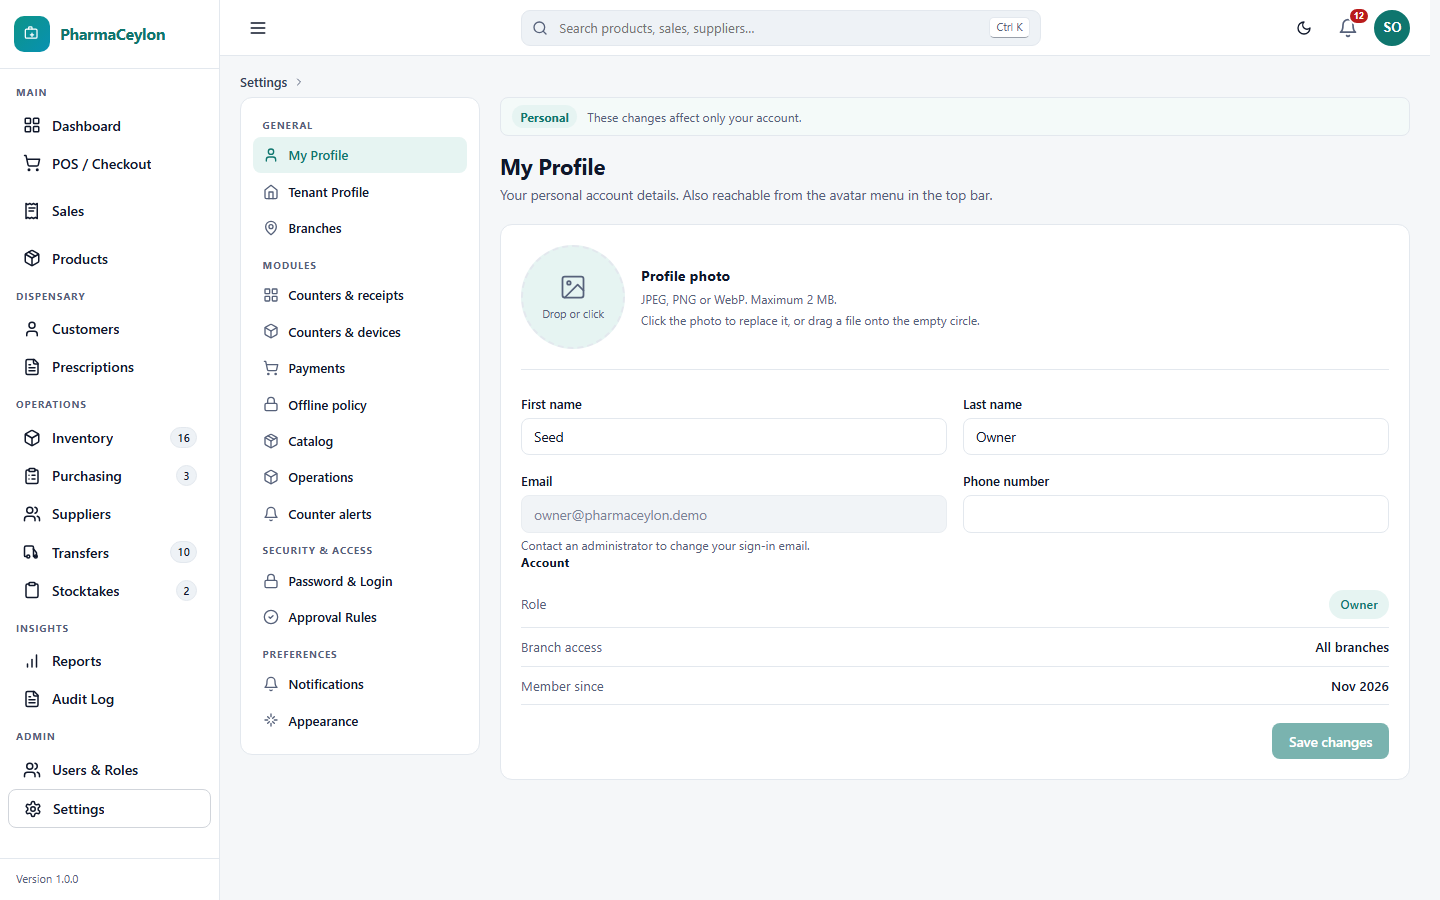 PharmaCeylon
Search products, sales, suppliers...
Ctrl K
12
SO
MAIN
Dashboard
POS / Checkout
Sales
Products
DISPENSARY
Customers
Prescriptions
OPERATIONS
Inventory 16
Purchasing 3
Suppliers
Transfers 10
Stocktakes 2
INSIGHTS
Reports
Audit Log
ADMIN
Users & Roles
Settings
Version 1.0.0
Settings
GENERAL
My Profile
Tenant Profile
Branches
MODULES
Counters & receipts
Counters & devices
Payments
Offline policy
Catalog
Operations
Counter alerts
SECURITY & ACCESS
Password & Login
Approval Rules
PREFERENCES
Notifications
Appearance
Personal These changes affect only your account.
My Profile
Your personal account details. Also reachable from the avatar menu in the top bar.
Drop or click
Profile photo
JPEG, PNG or WebP. Maximum 2 MB.
Click the photo to replace it, or drag a file onto the empty circle.
First name
Seed
Last name
Owner
Email
owner@pharmaceylon.demo
Contact an administrator to change your sign-in email.
Phone number
Account
Role Owner
Branch access All branches
Member since Nov 2026
Save changes